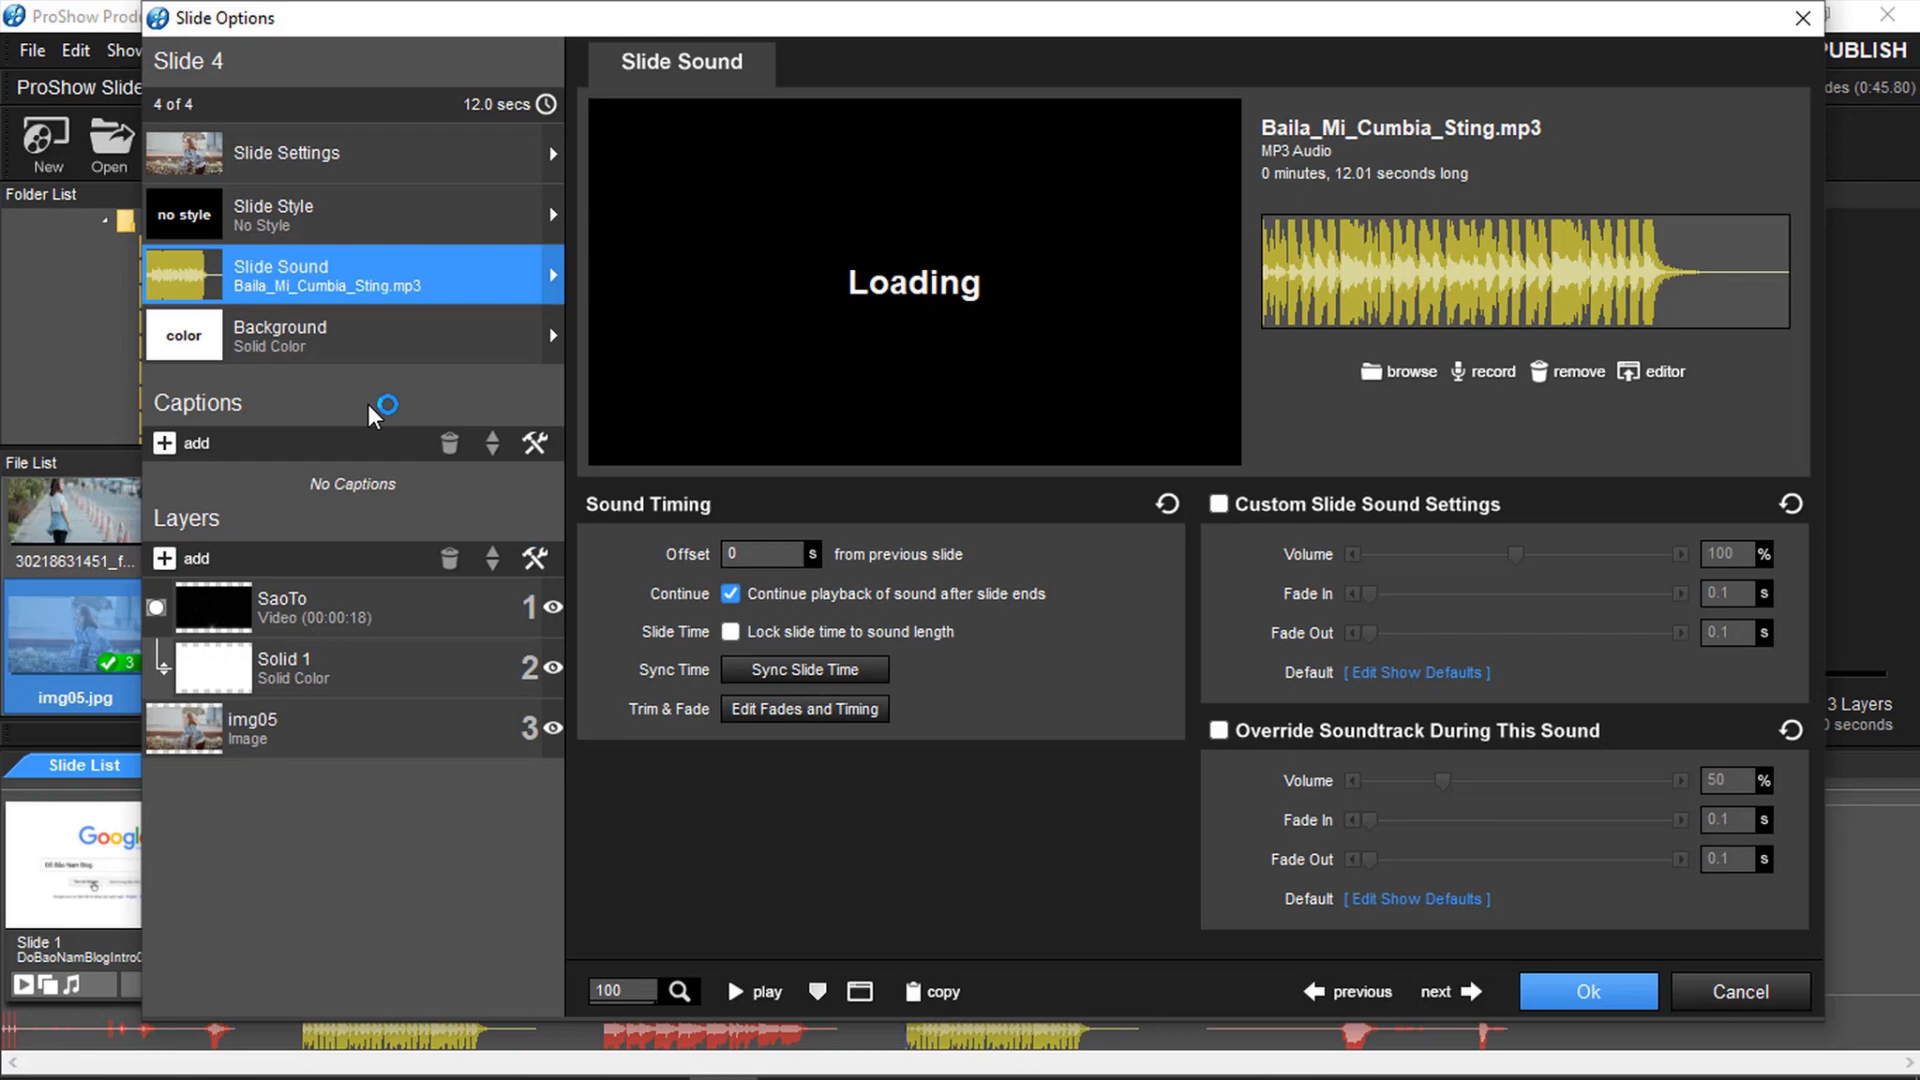 ProShow Prod
Slide Options
File Edit Show
PUBLISH
ProShow Slide
des (0:45.80)
New
Open
Folder List
File List
30218631451_f...
3
img05.jpg
Slide List
Google
Đỗ Bảo Nam Blog
Slide 1
DoBaoNamBlogIntro
Slide 4
4 of 4
12.0 secs
Slide Settings
no style
Slide Style
No Style
Slide Sound
Baila_Mi_Cumbia_Sting.mp3
color
Background
Solid Color
Captions
add
No Captions
Layers
add
SaoTo
Video (00:00:18)
1
Solid 1
Solid Color
2
img05
Image
3
Slide Sound
Loading
Baila_Mi_Cumbia_Sting.mp3
MP3 Audio
0 minutes, 12.01 seconds long
browse record remove editor
Sound Timing
Offset 0 s from previous slide
Continue Continue playback of sound after slide ends
Slide Time Lock slide time to sound length
Sync Time Sync Slide Time
Trim & Fade Edit Fades and Timing
Custom Slide Sound Settings
Volume 100 %
Fade In 0.1 s
Fade Out 0.1 s
Default [ Edit Show Defaults ]
Override Soundtrack During This Sound
Volume 50 %
Fade In 0.1 s
Fade Out 0.1 s
Default [ Edit Show Defaults ]
3 Layers
0 seconds
100 play copy
previous next Ok Cancel